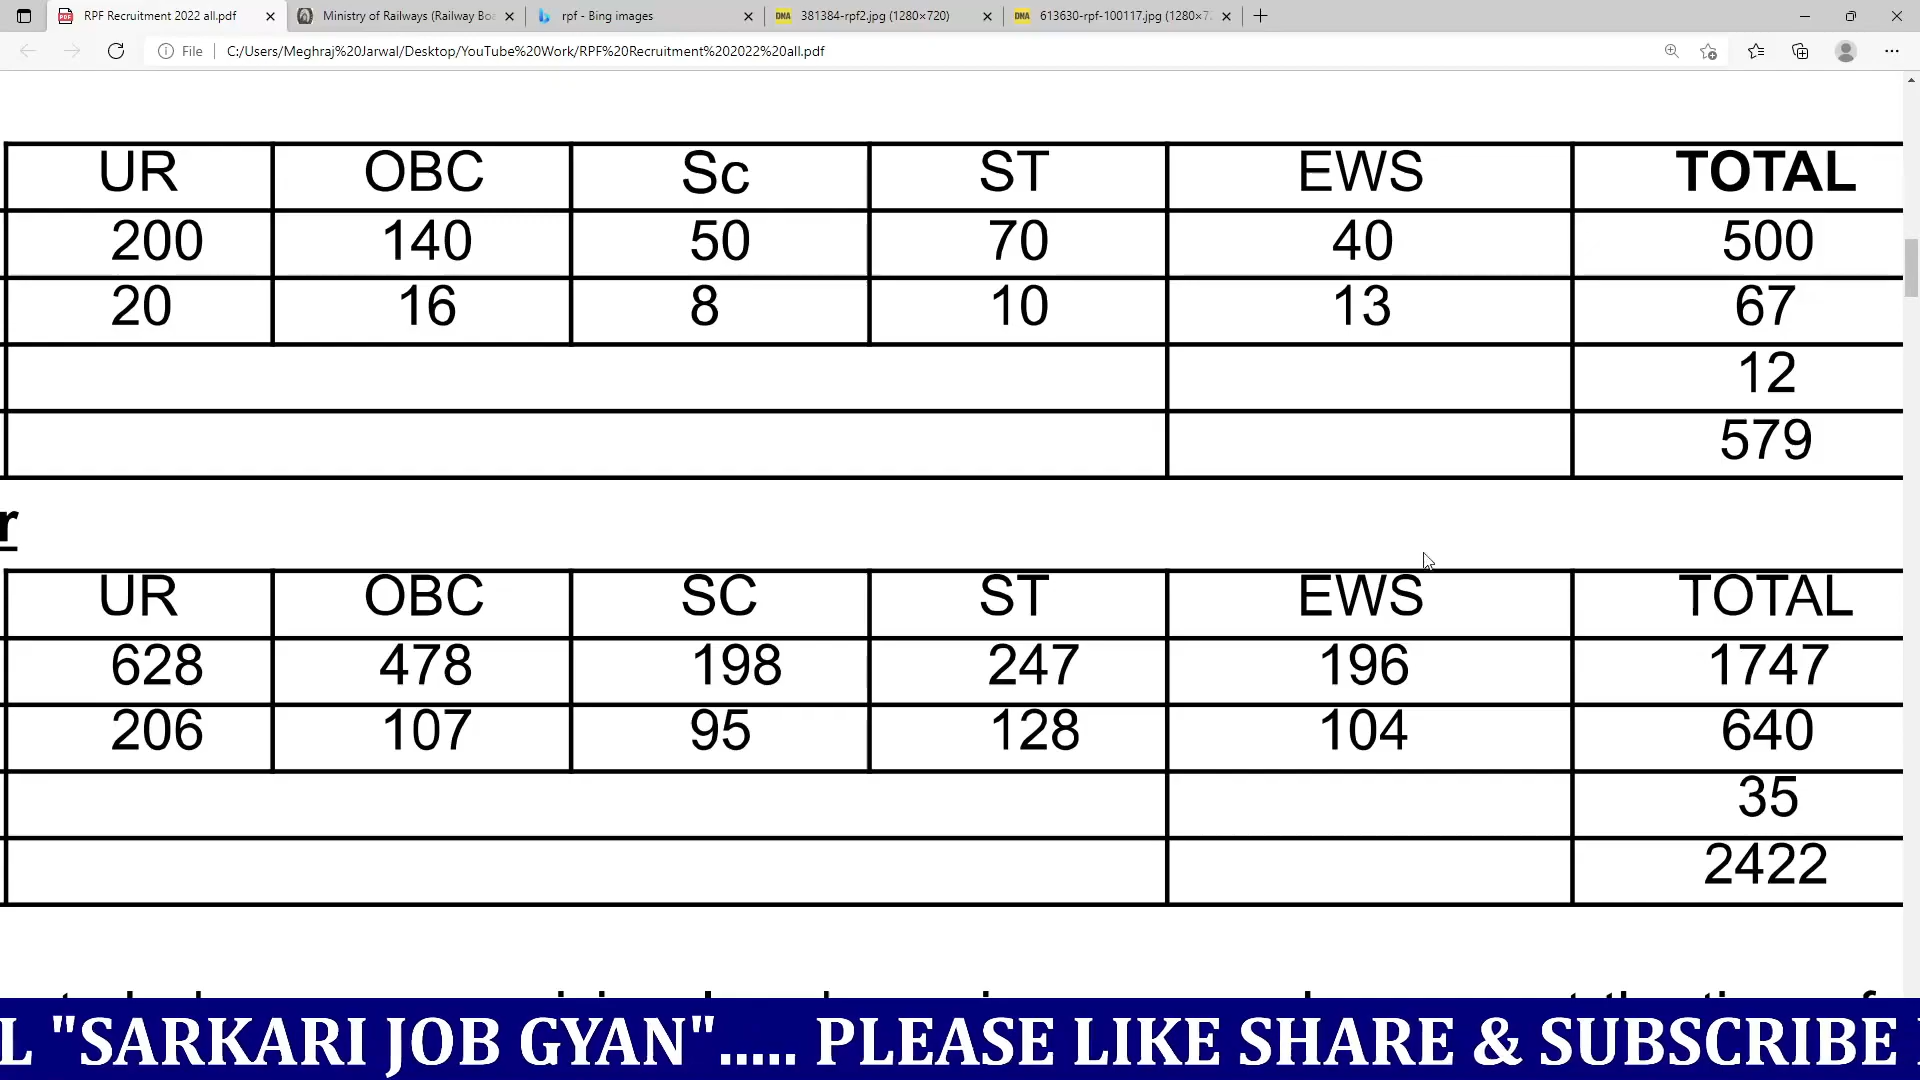 RPF Recruitment 2022 all.pdf
Ministry of Railways (Railway Boa
rpf - Bing images
381384-rpf2.jpg (1280×720)
613630-rpf-100117.jpg (1280×7
File C:/Users/Meghraj%20Jarwal/Desktop/YouTube%20Work/RPF%20Recruitment%202022%20all.pdf
UR OBC Sc ST EWS TOTAL
200 140 50 70 40 500
20 16 8 10 13 67
12
579
r
UR OBC SC ST EWS TOTAL
628 478 198 247 196 1747
206 107 95 128 104 640
35
2422
L "SARKARI JOB GYAN"..... PLEASE LIKE SHARE & SUBSCRIBE